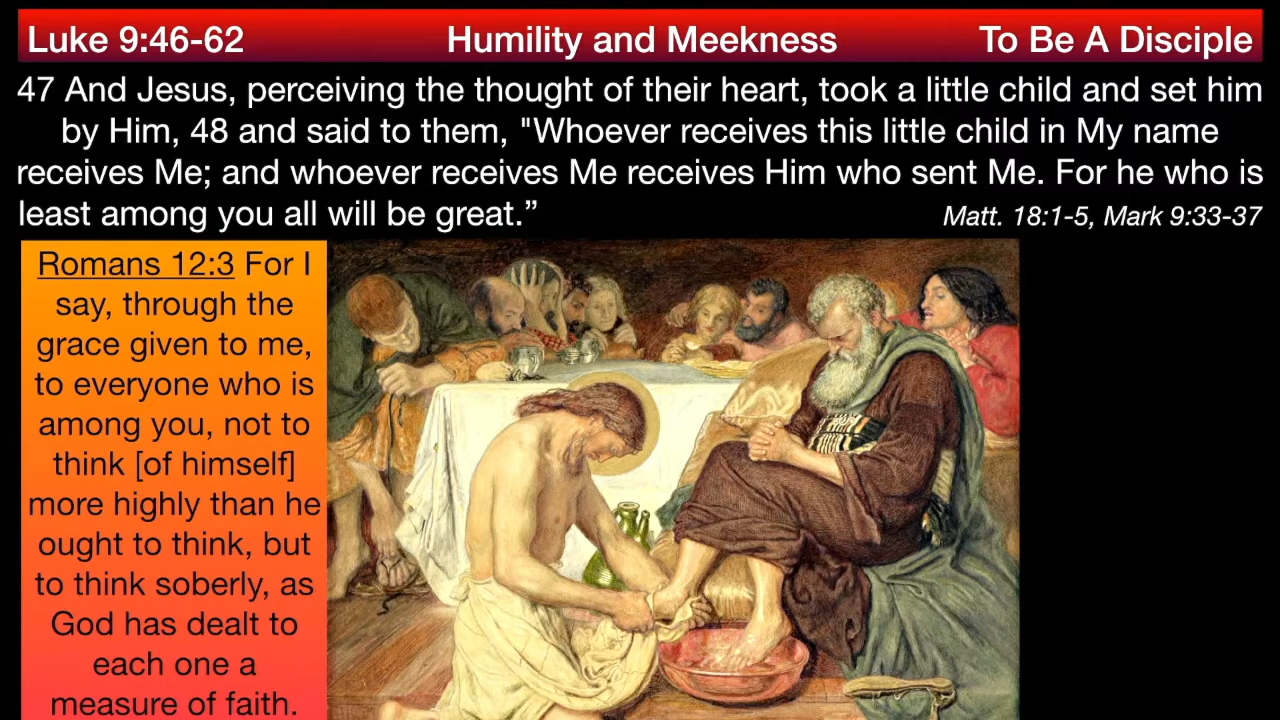 Luke 9:46-62 Humility and Meekness To Be A Disciple
47 And Jesus, perceiving the thought of their heart, took a little child and set him
by Him, 48 and said to them, "Whoever receives this little child in My name
receives Me; and whoever receives Me receives Him who sent Me. For he who is
least among you all will be great.”
Matt. 18:1-5, Mark 9:33-37
Romans 12:3 For I
say, through the
grace given to me,
to everyone who is
among you, not to
think [of himself]
more highly than he
ought to think, but
to think soberly, as
God has dealt to
each one a
measure of faith.